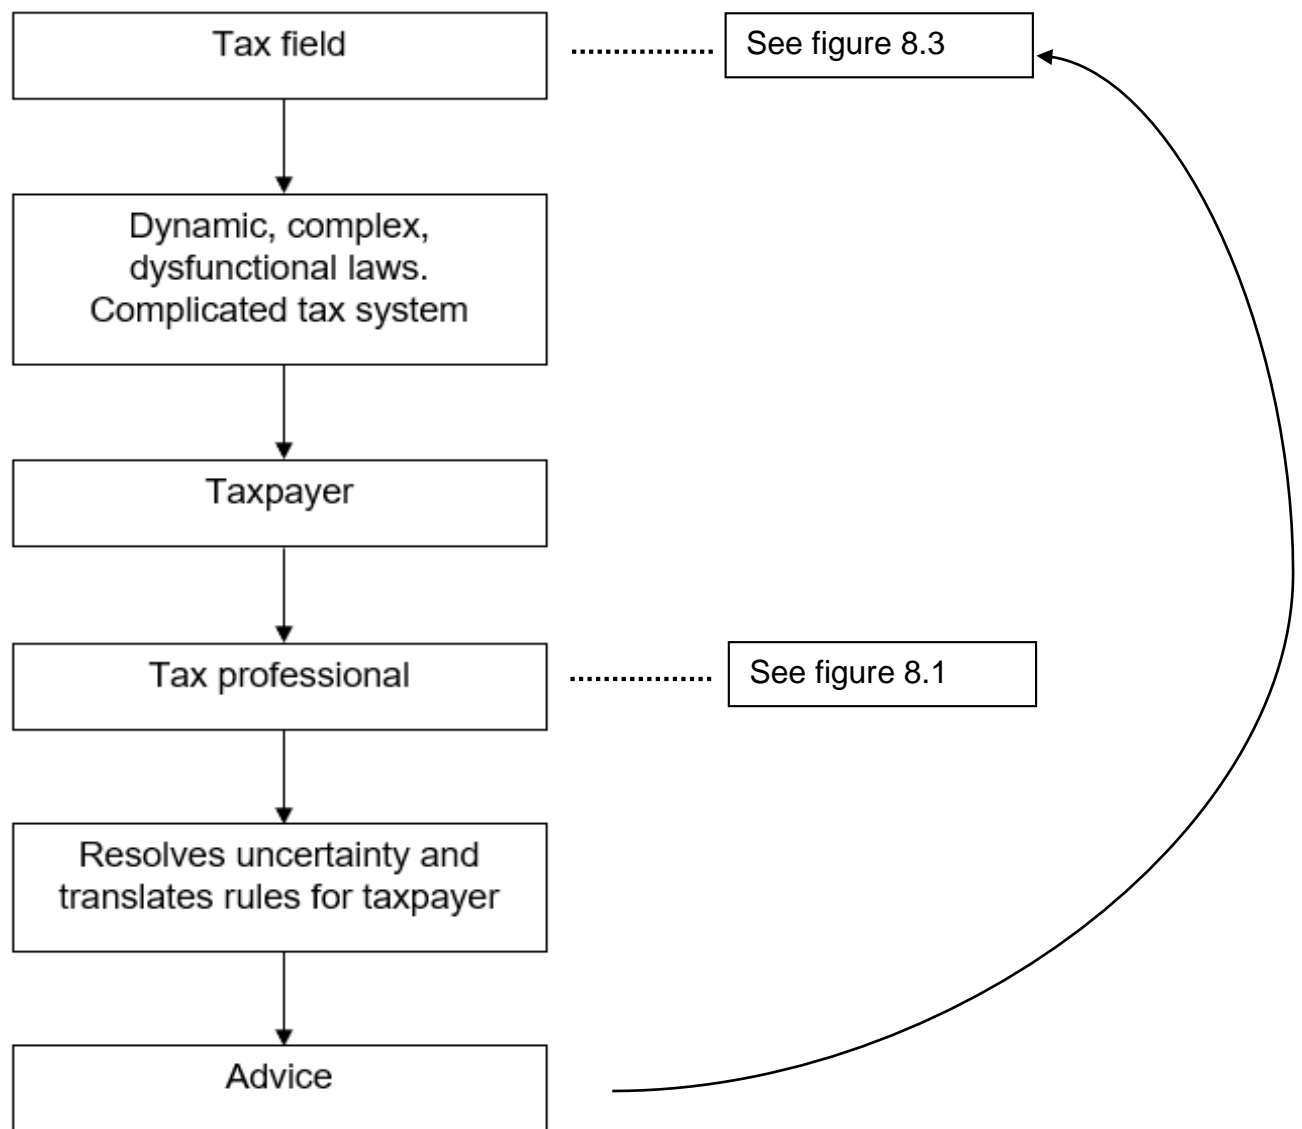 Tax field
See figure 8.3
Dynamic, complex,
dysfunctional laws.
Complicated tax system
Taxpayer
Tax professional
See figure 8.1
Resolves uncertainty and
translates rules for taxpayer
Advice